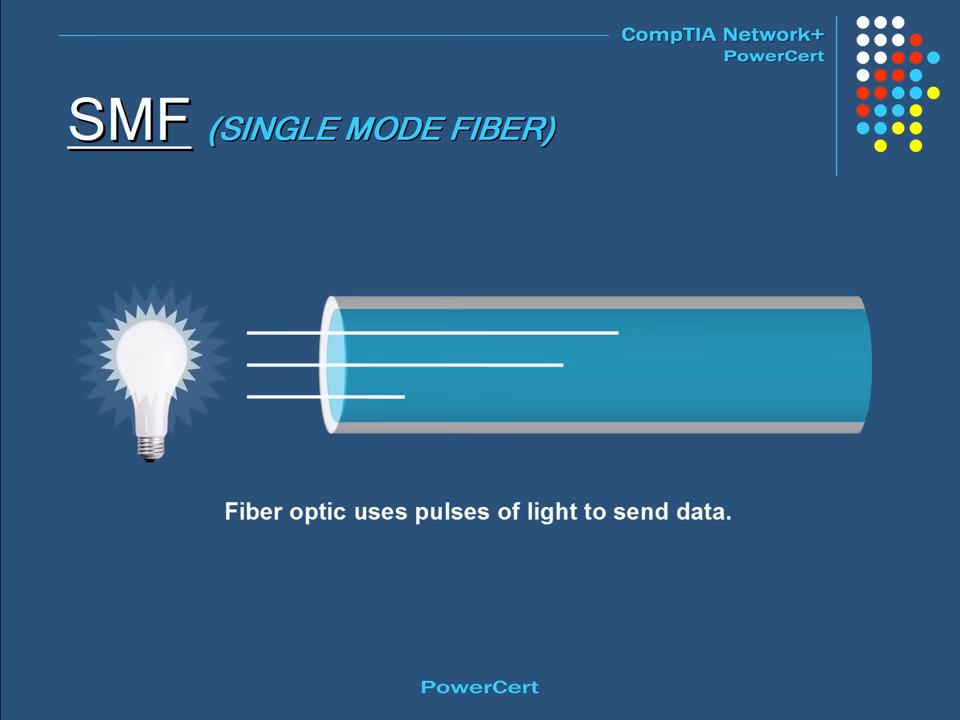 CompTIA Network+
PowerCert
SMF (SINGLE MODE FIBER)
Fiber optic uses pulses of light to send data.
PowerCert